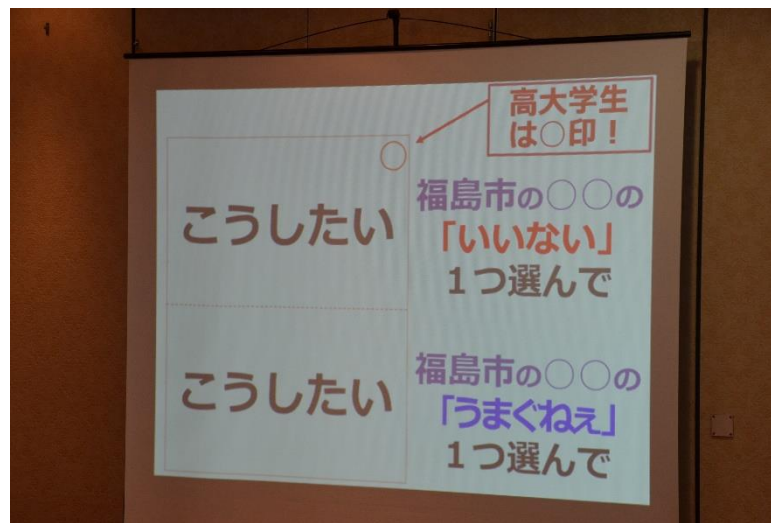 高大学生
は○印！
○
こうしたい
福島市の○○の
「いいない」
1つ選んで
こうしたい
福島市の○○の
「うまぐねぇ」
1つ選んで